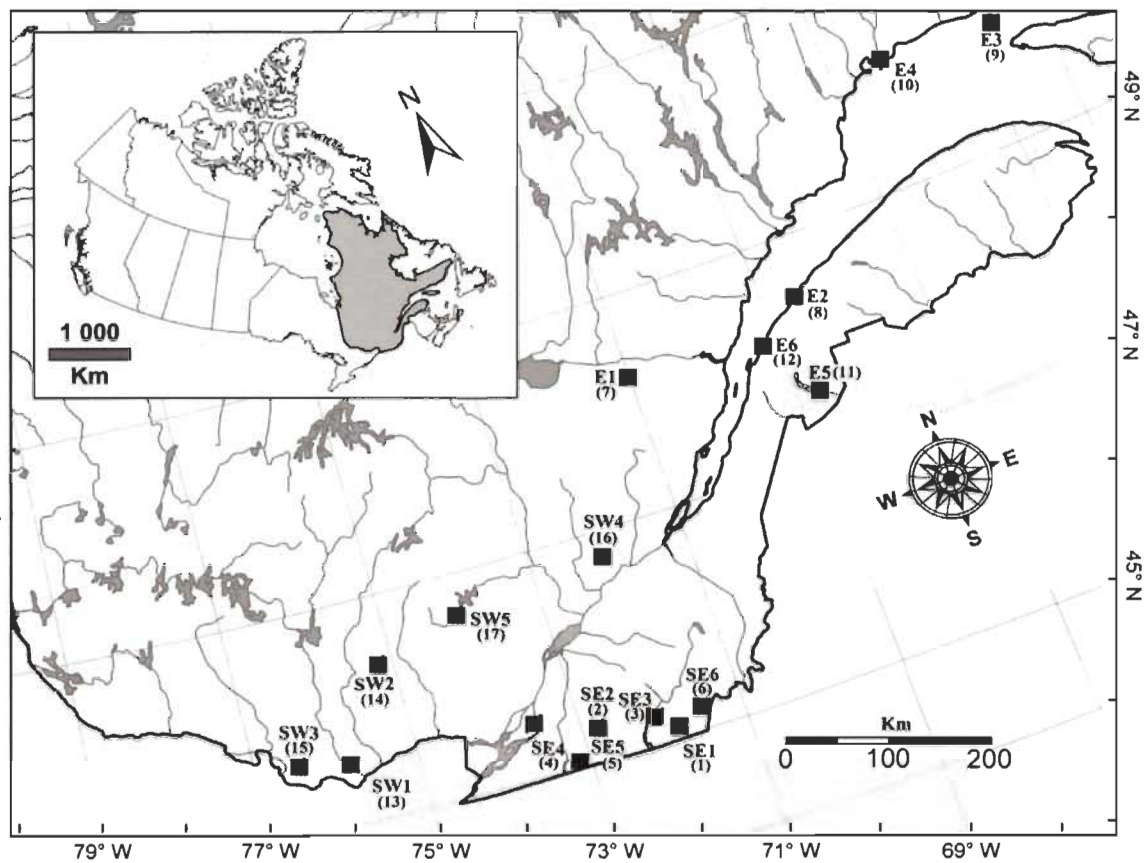 N
1 000
Km
E3
(9)
E4
(10)
49° N
E2
(8)
E6
(12)
E5 (11)
47° N
E1
(7)
N
E
W
S
SW4
(16)
45° N
SW5
(17)
SW2
(14)
SE6
(6)
SE2
(2)
SE3
(3)
SW3
(15)
SE4
(4)
SE5
(5)
SE1
(1)
SW1
(13)
Km
0
100
200
79° W
77° W
75° W
73° W
71° W
69° W